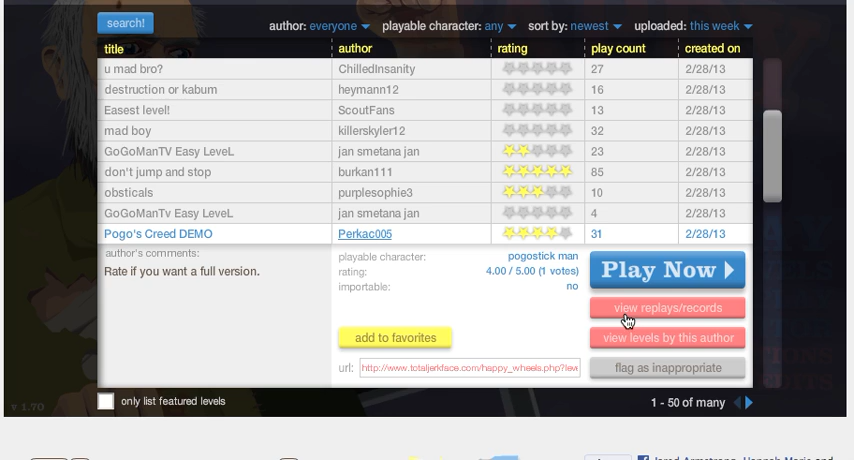 search!
author: everyone playable character: any sort by: newest uploaded: this week
title author rating play count created on
u mad bro? ChilledInsanity 27 2/28/13
destruction or kabum heymann12 16 2/28/13
Easest level! ScoutFans 13 2/28/13
mad boy killerskyler12 32 2/28/13
GoGoManTV Easy LeveL jan smetana jan 23 2/28/13
don't jump and stop burkan111 85 2/28/13
obsticals purplesophie3 10 2/28/13
GoGoManTV Easy LeveL jan smetana jan 4 2/28/13
Pogo's Creed DEMO Perkac005 31 2/28/13
author's comments:
Rate if you want a full version.
playable character: pogostick man
rating: 4.00 / 5.00 (1 votes)
importable: no
add to favorites
url: http://www.totaljerkface.com/happy_wheels.php?leve
Play Now
view replays/records
view levels by this author
flag as inappropriate
only list featured levels
1 - 50 of many
v 1.70